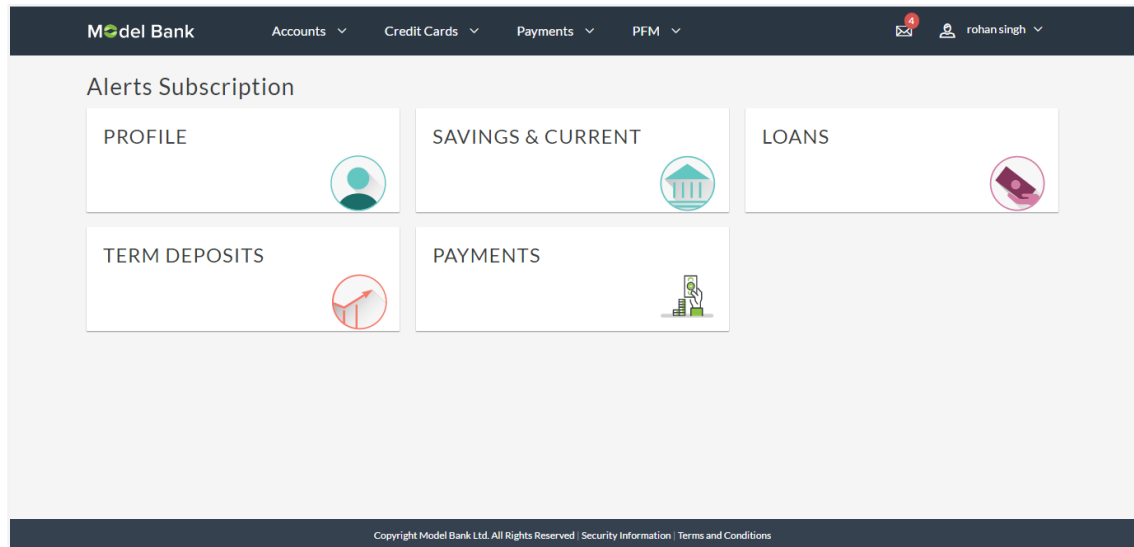 Model Bank Accounts Credit Cards Payments PFM 4 rohan singh
Alerts Subscription
PROFILE SAVINGS & CURRENT LOANS
TERM DEPOSITS PAYMENTS
Copyright Model Bank Ltd. All Rights Reserved | Security Information | Terms and Conditions